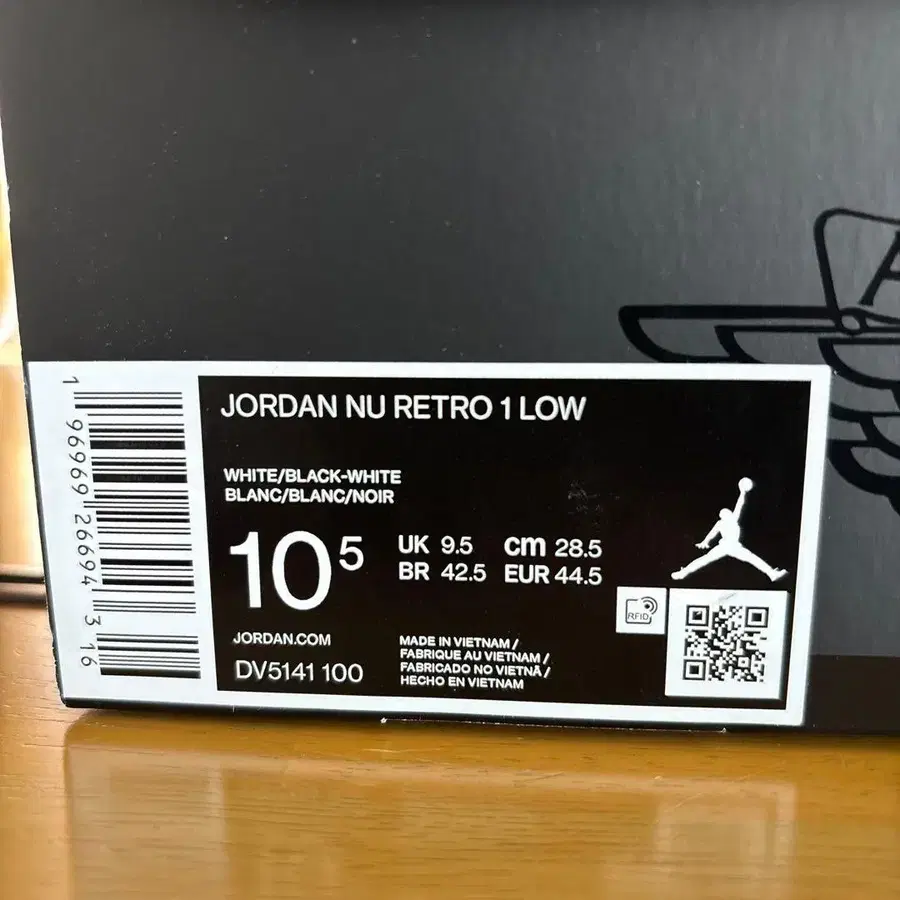 JORDAN NU RETRO 1 LOW
WHITE/BLACK-WHITE
BLANC/BLANC/NOIR
10 5
UK 9.5 cm 28.5
BR 42.5 EUR 44.5
JORDAN.COM
DV5141 100
MADE IN VIETNAM /
FABRIQUE AU VIETNAM /
FABRICADO NO VIETNÃ /
HECHO EN VIETNAM
RFID
1 96969 26694 3 16